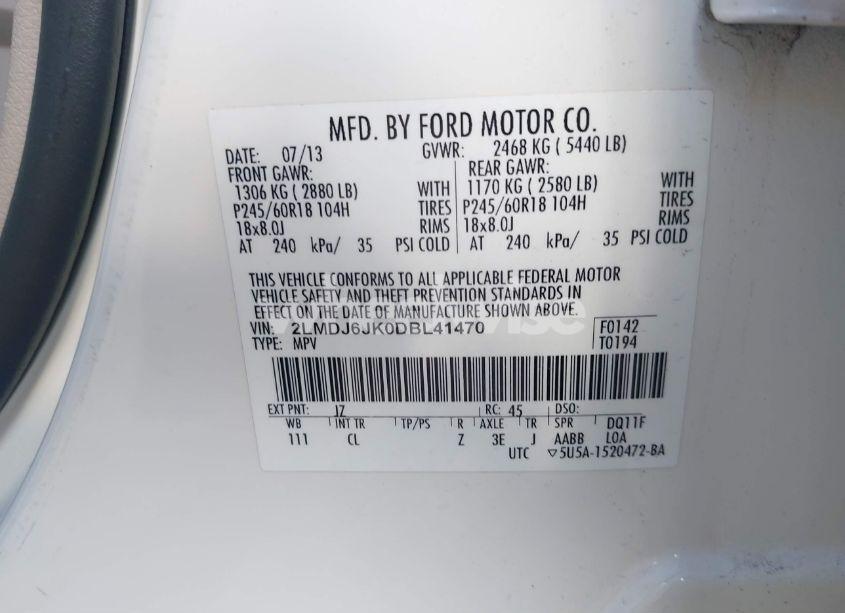 MFD. BY FORD MOTOR CO.
DATE: 07/13 GVWR: 2468 KG ( 5440 LB)
FRONT GAWR: REAR GAWR:
1306 KG ( 2880 LB) WITH 1170 KG ( 2580 LB) WITH
P245/60R18 104H TIRES P245/60R18 104H TIRES
18x8.0J RIMS 18x8.0J RIMS
AT 240 kPa/ 35 PSI COLD AT 240 kPa/ 35 PSI COLD
THIS VEHICLE CONFORMS TO ALL APPLICABLE FEDERAL MOTOR
VEHICLE SAFETY AND THEFT PREVENTION STANDARDS IN
EFFECT ON THE DATE OF MANUFACTURE SHOWN ABOVE.
VIN: 2LMDJ6JK0DBL41470 F0142
TYPE: MPV T0194
EXT PNT: JZ RC: 45 DSO:
WB INT TR TP/PS R AXLE TR SPR DQ11F
111 CL Z 3E J AABB LOA
UTC ▽5U5A-1520472-BA